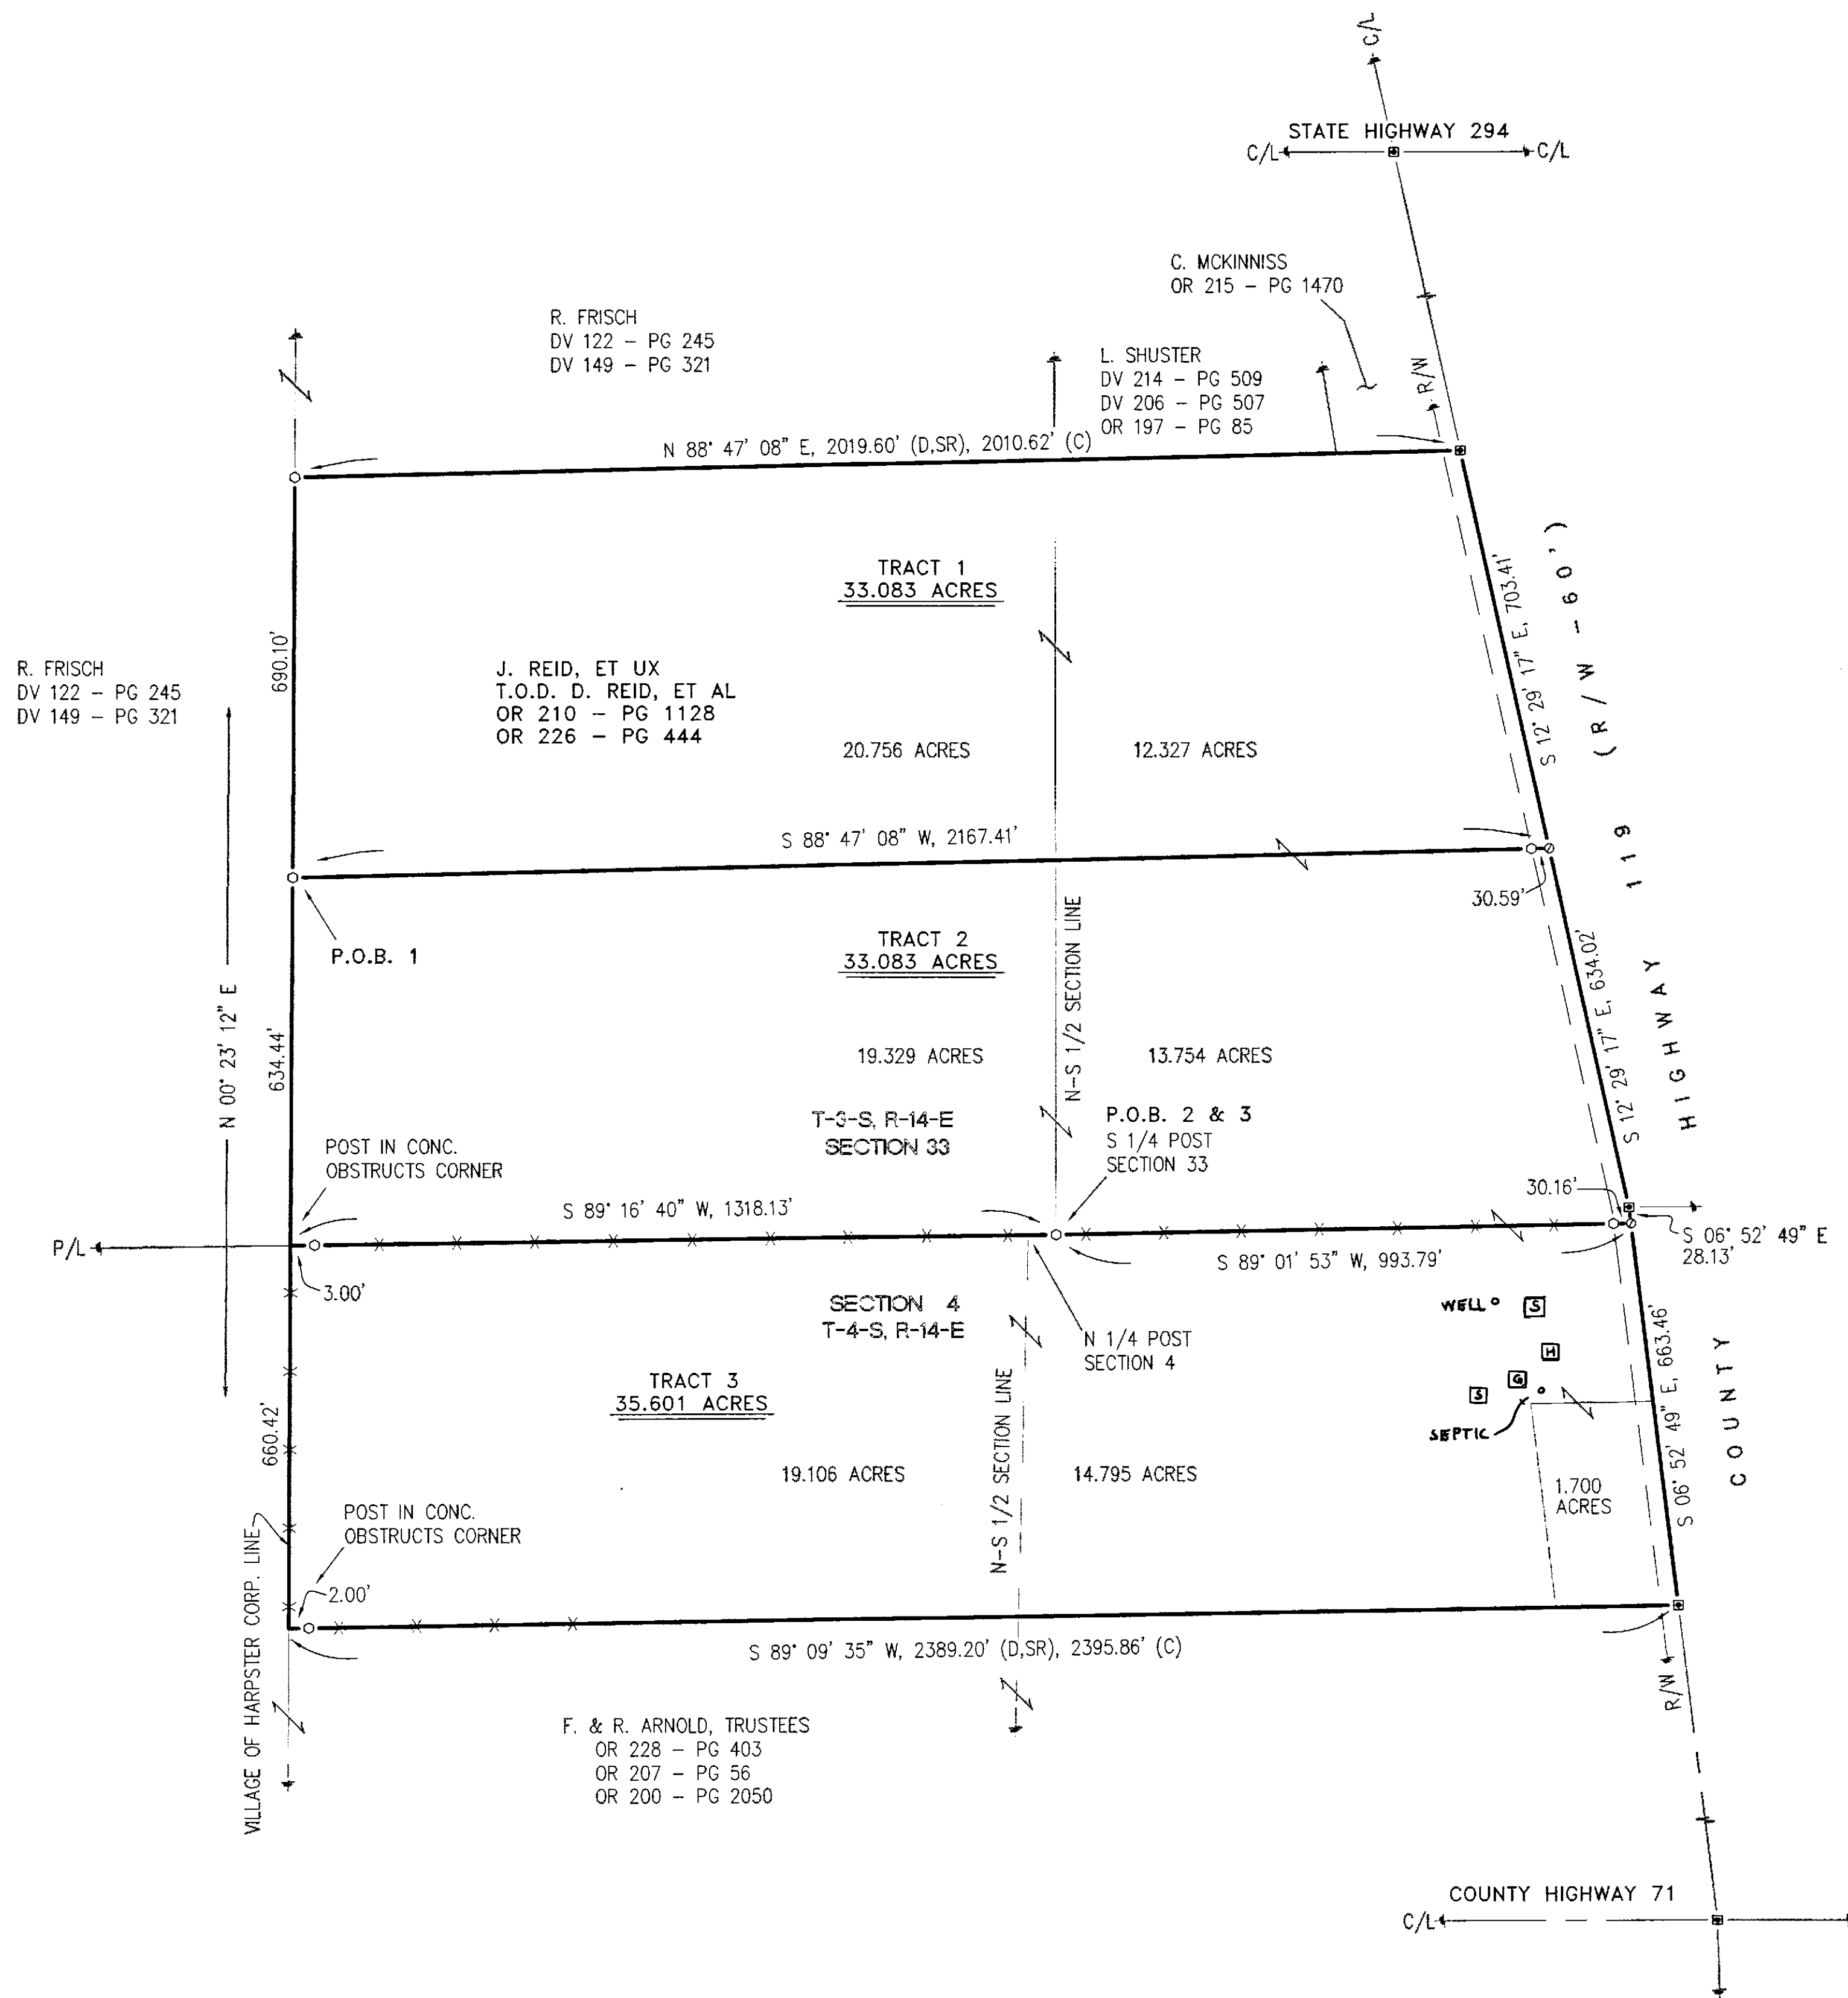 C/L
STATE HIGHWAY 294
C/L
C/L
C. MCKINNISS
OR 215 – PG 1470
R. FRISCH
DV 122 – PG 245
DV 149 – PG 321
L. SHUSTER
DV 214 – PG 509
DV 206 – PG 507
OR 197 – PG 85
R/W
N 88° 47' 08" E, 2019.60' (D,SR), 2010.62' (C)
TRACT 1
33.083 ACRES
S 12° 29' 17" E, 703.41'
(R/W – 60')
690.10'
R. FRISCH
DV 122 – PG 245
DV 149 – PG 321
J. REID, ET UX
T.O.D. D. REID, ET AL
OR 210 – PG 1128
OR 226 – PG 444
20.756 ACRES
12.327 ACRES
S 88° 47' 08" W, 2167.41'
30.59'
P.O.B. 1
TRACT 2
33.083 ACRES
N–S 1/2 SECTION LINE
S 12° 29' 17" E, 634.02'
COUNTY HIGHWAY 119
N 00° 23' 12" E
634.44'
19.329 ACRES
13.754 ACRES
T-3-S, R-14-E
SECTION 33
P.O.B. 2 & 3
S 1/4 POST
SECTION 33
POST IN CONC.
OBSTRUCTS CORNER
30.16'
S 89° 16' 40" W, 1318.13'
P/L
S 06° 52' 49" E
28.13'
S 89° 01' 53" W, 993.79'
3.00'
SECTION 4
T-4-S, R-14-E
WELL
S
N 1/4 POST
SECTION 4
H
G
S
SEPTIC
S 06° 52' 49" E, 663.46'
TRACT 3
35.601 ACRES
660.42'
N–S 1/2 SECTION LINE
19.106 ACRES
14.795 ACRES
1.700
ACRES
POST IN CONC.
OBSTRUCTS CORNER
2.00'
VILLAGE OF HARPSTER CORP. LINE
S 89° 09' 35" W, 2389.20' (D,SR), 2395.86' (C)
R/W
F. & R. ARNOLD, TRUSTEES
OR 228 – PG 403
OR 207 – PG 56
OR 200 – PG 2050
COUNTY HIGHWAY 71
C/L